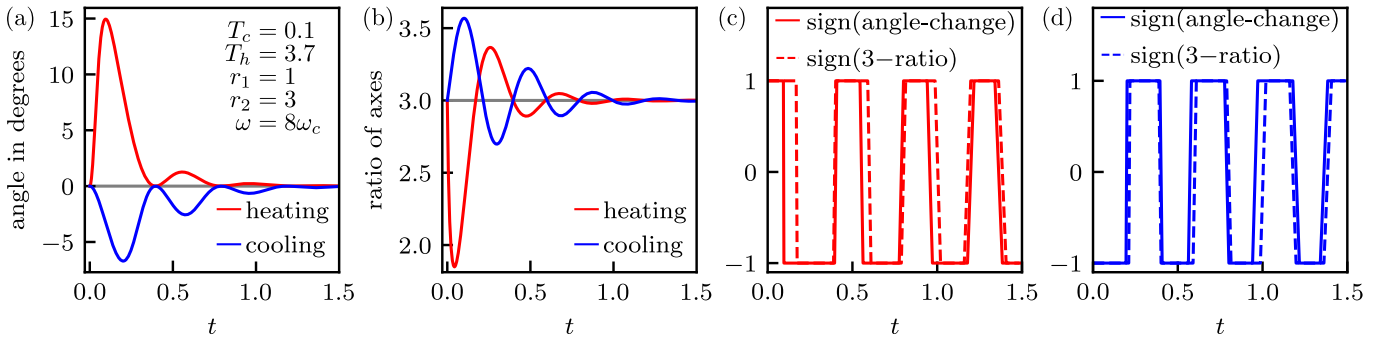 (a)
angle in degrees
15
10
5
0
−5
T_c = 0.1
T_h = 3.7
r_1 = 1
r_2 = 3
ω = 8ω_c
heating
cooling
0.0 0.5 1.0 1.5
t
(b)
ratio of axes
3.5
3.0
2.5
2.0
heating
cooling
0.0 0.5 1.0 1.5
t
(c)
sign(angle-change)
sign(3−ratio)
1
0
−1
0.0 0.5 1.0 1.5
t
(d)
sign(angle-change)
sign(3−ratio)
1
0
−1
0.0 0.5 1.0 1.5
t